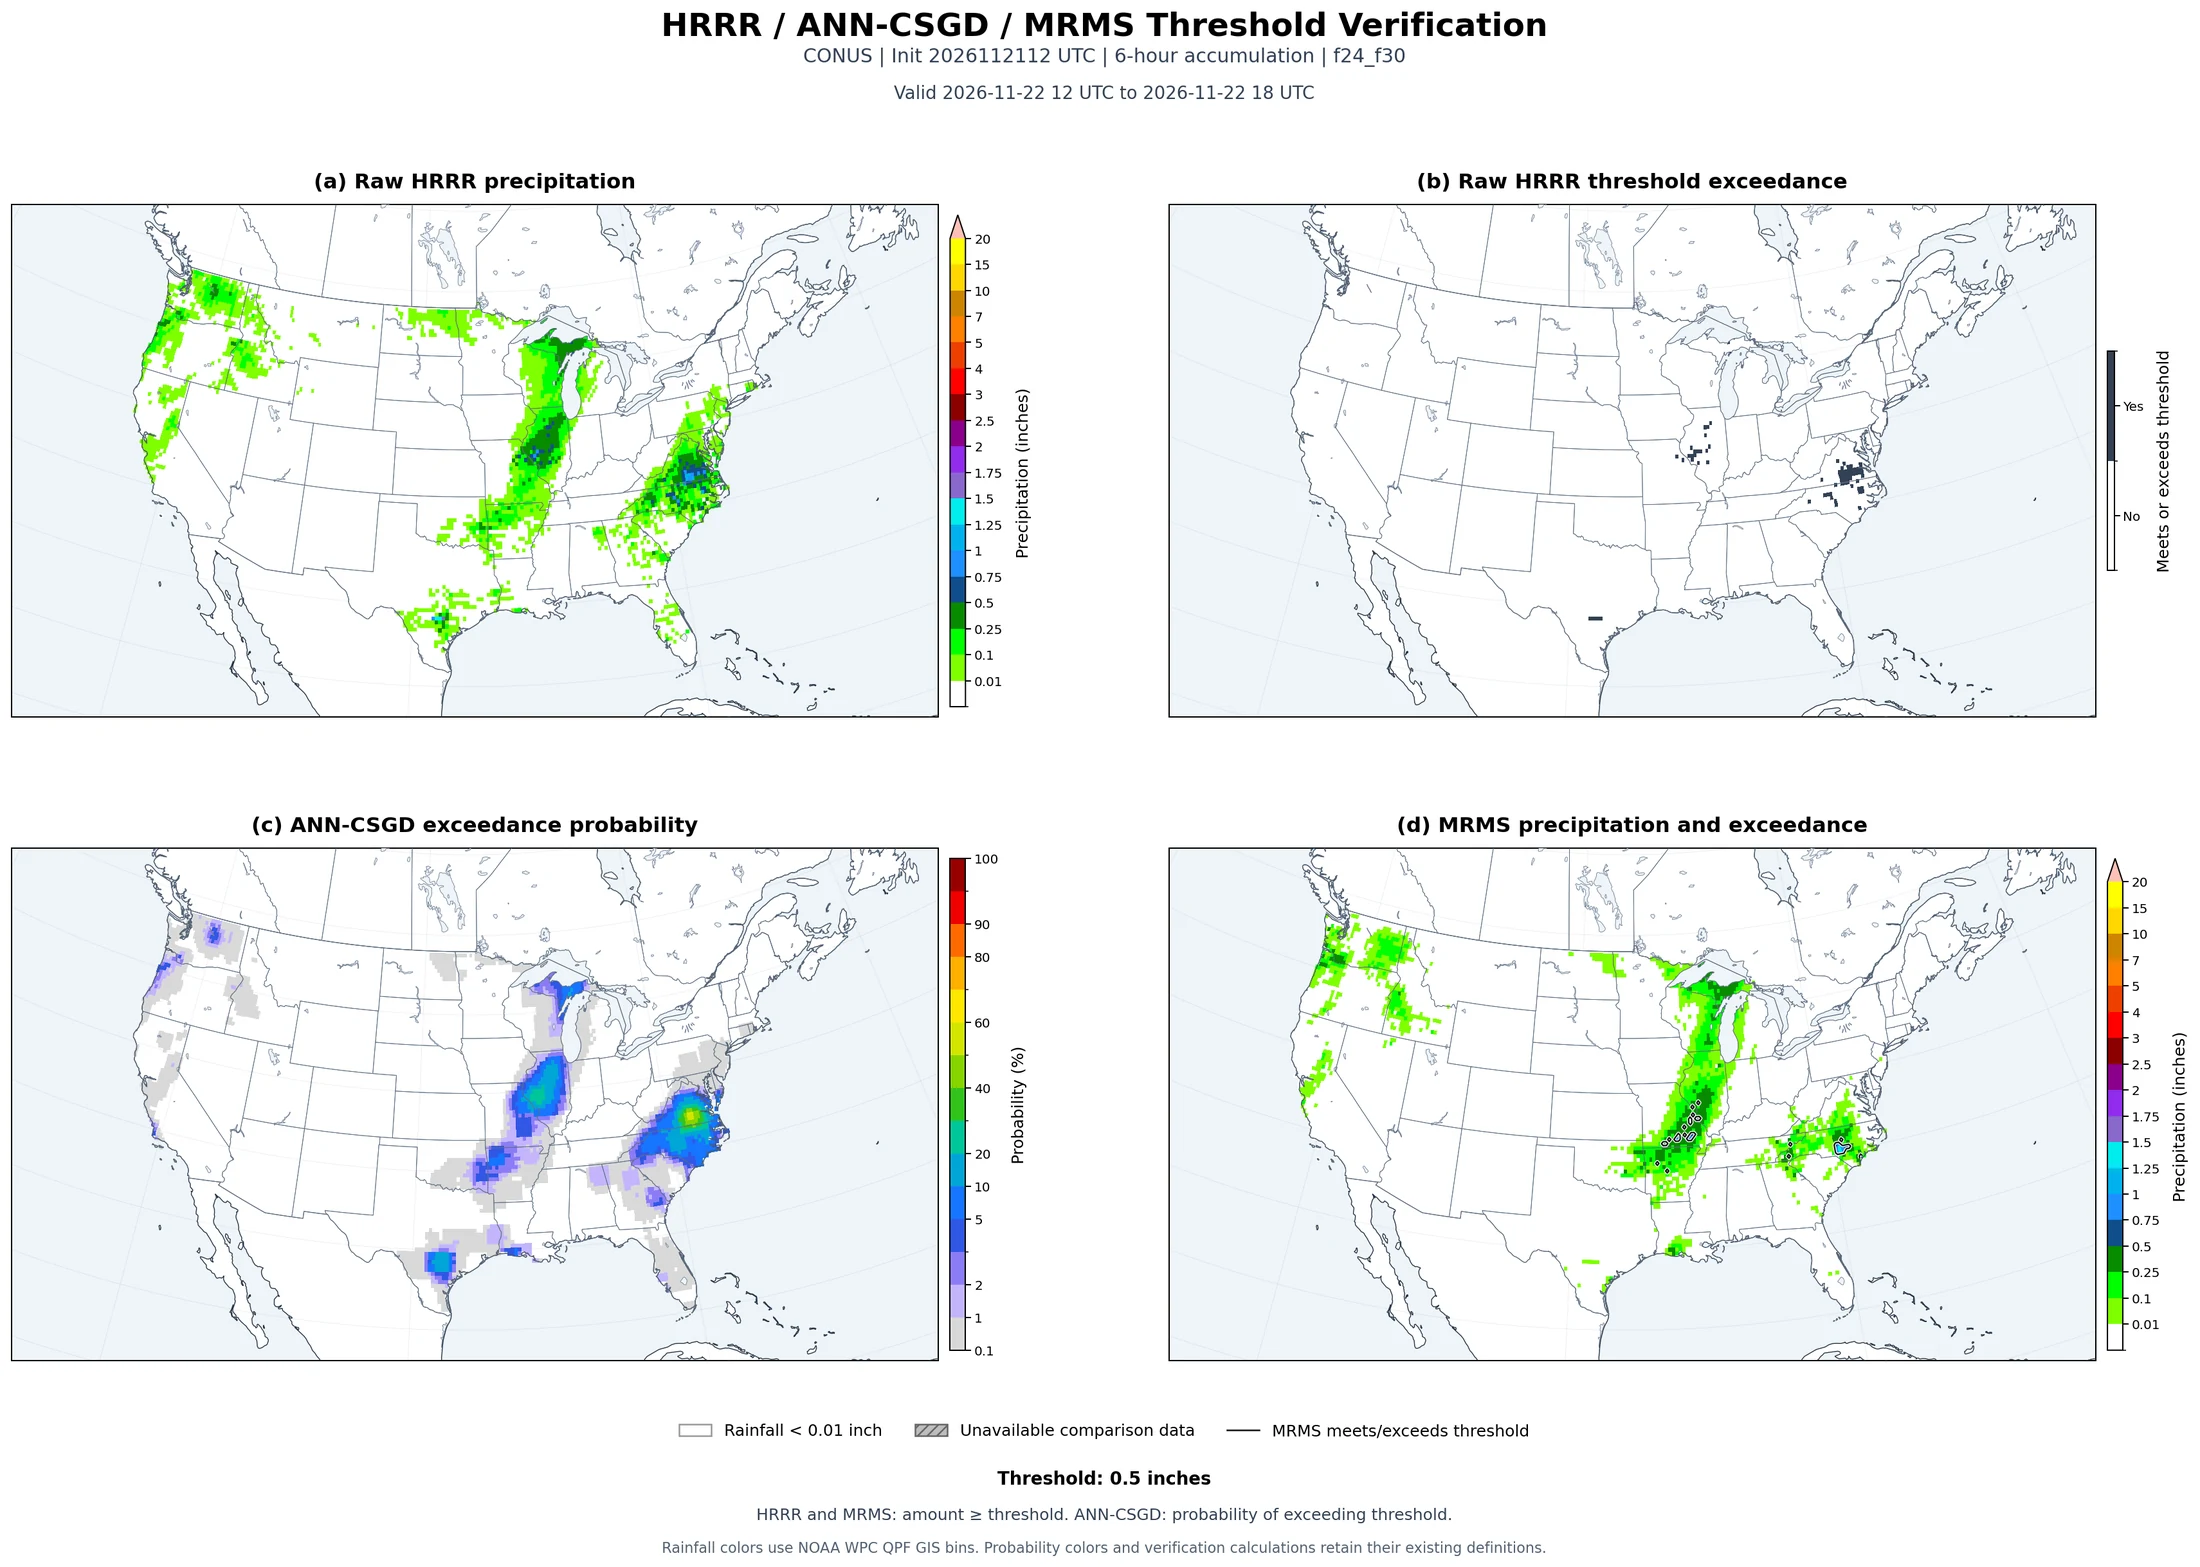 HRRR / ANN-CSGD / MRMS Threshold Verification
CONUS | Init 2026112112 UTC | 6-hour accumulation | f24_f30
Valid 2026-11-22 12 UTC to 2026-11-22 18 UTC
(a) Raw HRRR precipitation
20
15
10
7
5
4
3
2.5
2
1.75
1.5
1.25
1
0.75
0.5
0.25
0.1
0.01
Precipitation (inches)
(b) Raw HRRR threshold exceedance
Yes
No
Meets or exceeds threshold
(c) ANN-CSGD exceedance probability
100
90
80
60
40
20
10
5
2
1
0.1
Probability (%)
(d) MRMS precipitation and exceedance
20
15
10
7
5
4
3
2.5
2
1.75
1.5
1.25
1
0.75
0.5
0.25
0.1
0.01
Precipitation (inches)
Rainfall < 0.01 inch
Unavailable comparison data
MRMS meets/exceeds threshold
Threshold: 0.5 inches
HRRR and MRMS: amount ≥ threshold. ANN-CSGD: probability of exceeding threshold.
Rainfall colors use NOAA WPC QPF GIS bins. Probability colors and verification calculations retain their existing definitions.